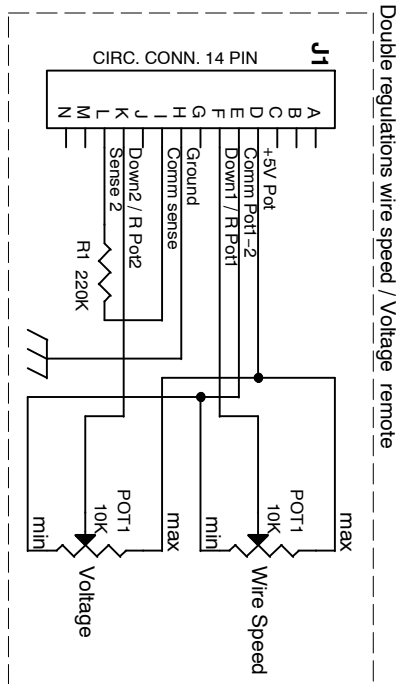 Double regulations wire speed / Voltage remote
J1
CIRC. CONN. 14 PIN
A
B
C
D
E
F
G
H
I
J
K
L
M
N
+5V Pot
Comm Pot1-2
Down1 / R Pot1
Ground
Comm sense
Down2 / R Pot2
Sense 2
R1 220K
max
POT1
10K
min
Wire Speed
max
POT1
10K
min
Voltage